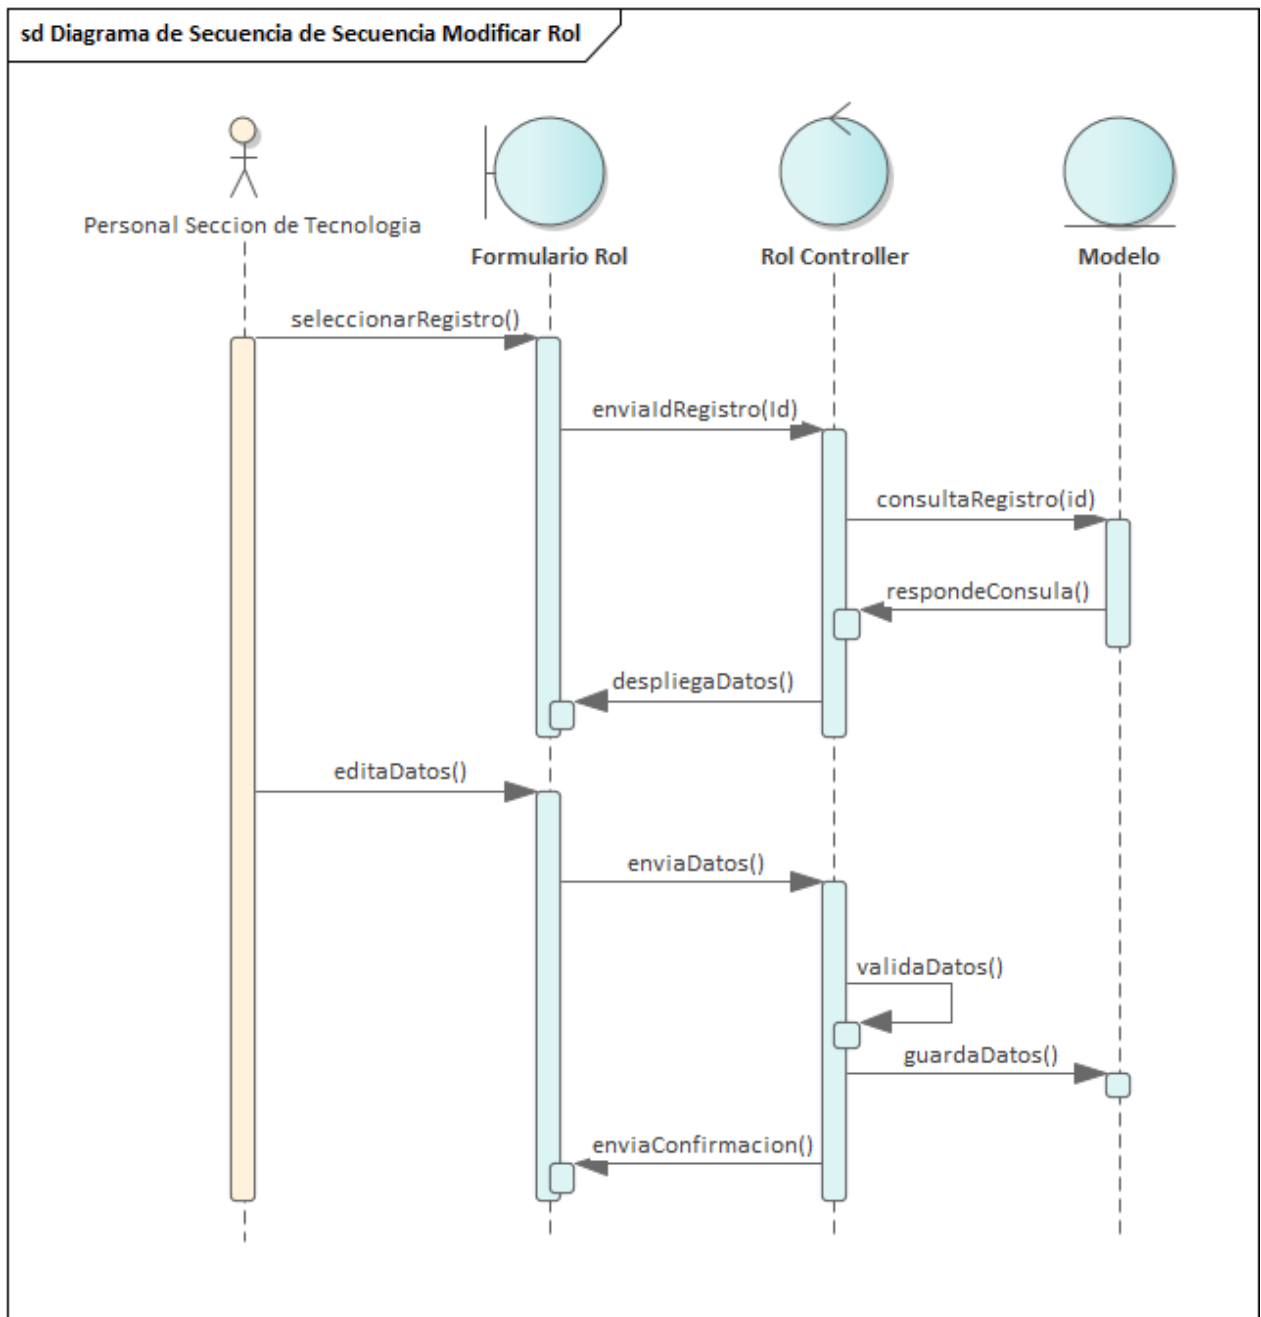 sd Diagrama de Secuencia de Secuencia Modificar Rol
Personal Seccion de Tecnologia
Formulario Rol
Rol Controller
Modelo
seleccionarRegistro()
enviaIdRegistro(Id)
consultaRegistro(id)
respondeConsula()
despliegaDatos()
editaDatos()
enviaDatos()
validaDatos()
guardaDatos()
enviaConfirmacion()